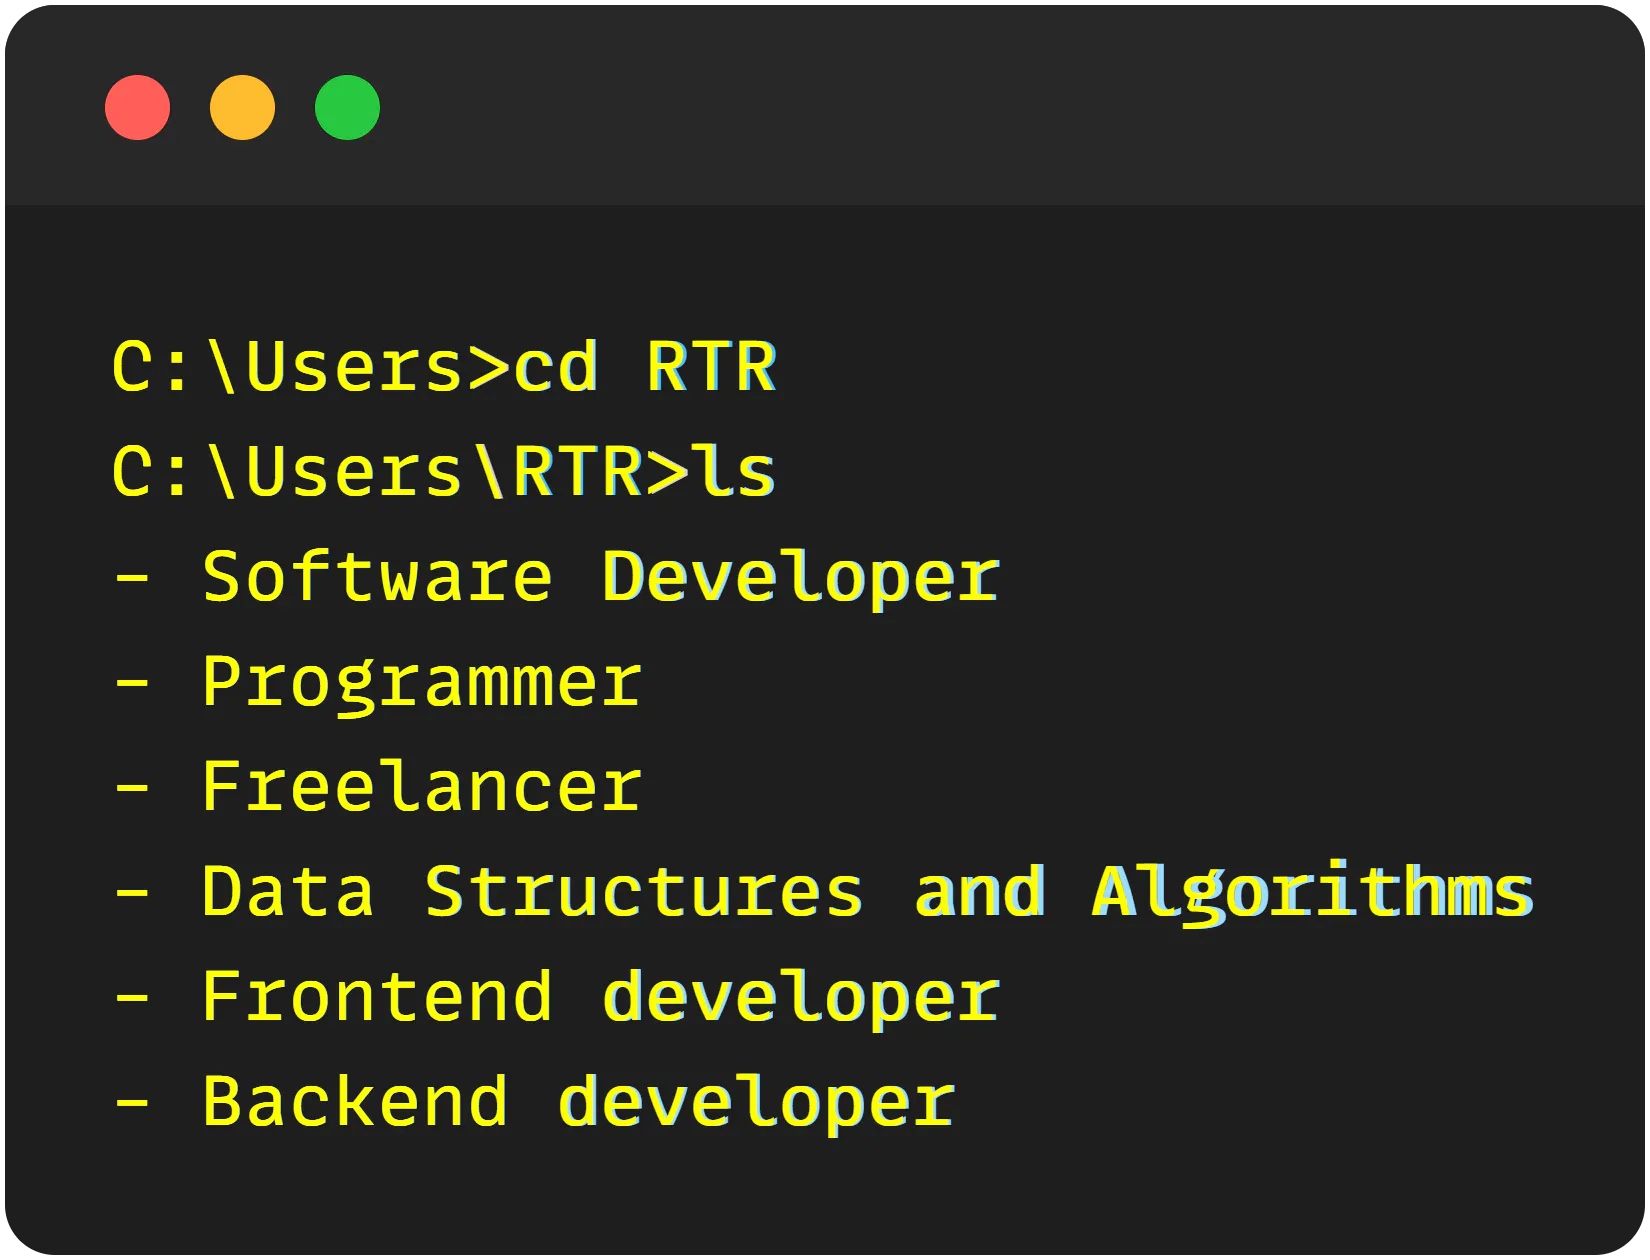 C:\Users>cd RTR
C:\Users\RTR>ls
- Software Developer
- Programmer
- Freelancer
- Data Structures and Algorithms
- Frontend developer
- Backend developer